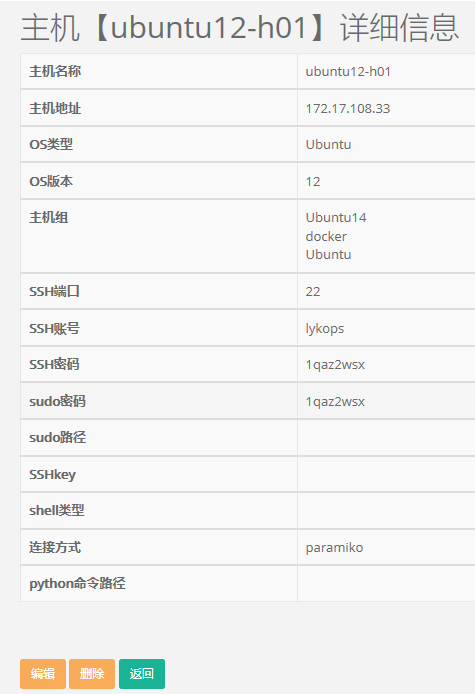 主机【ubuntu12-h01】详细信息
主机名称 ubuntu12-h01
主机地址 172.17.108.33
OS类型 Ubuntu
OS版本 12
主机组 Ubuntu14
docker
Ubuntu
SSH端口 22
SSH账号 lykops
SSH密码 1qaz2wsx
sudo密码 1qaz2wsx
sudo路径
SSHkey
shell类型
连接方式 paramiko
python命令路径
编辑 删除 返回